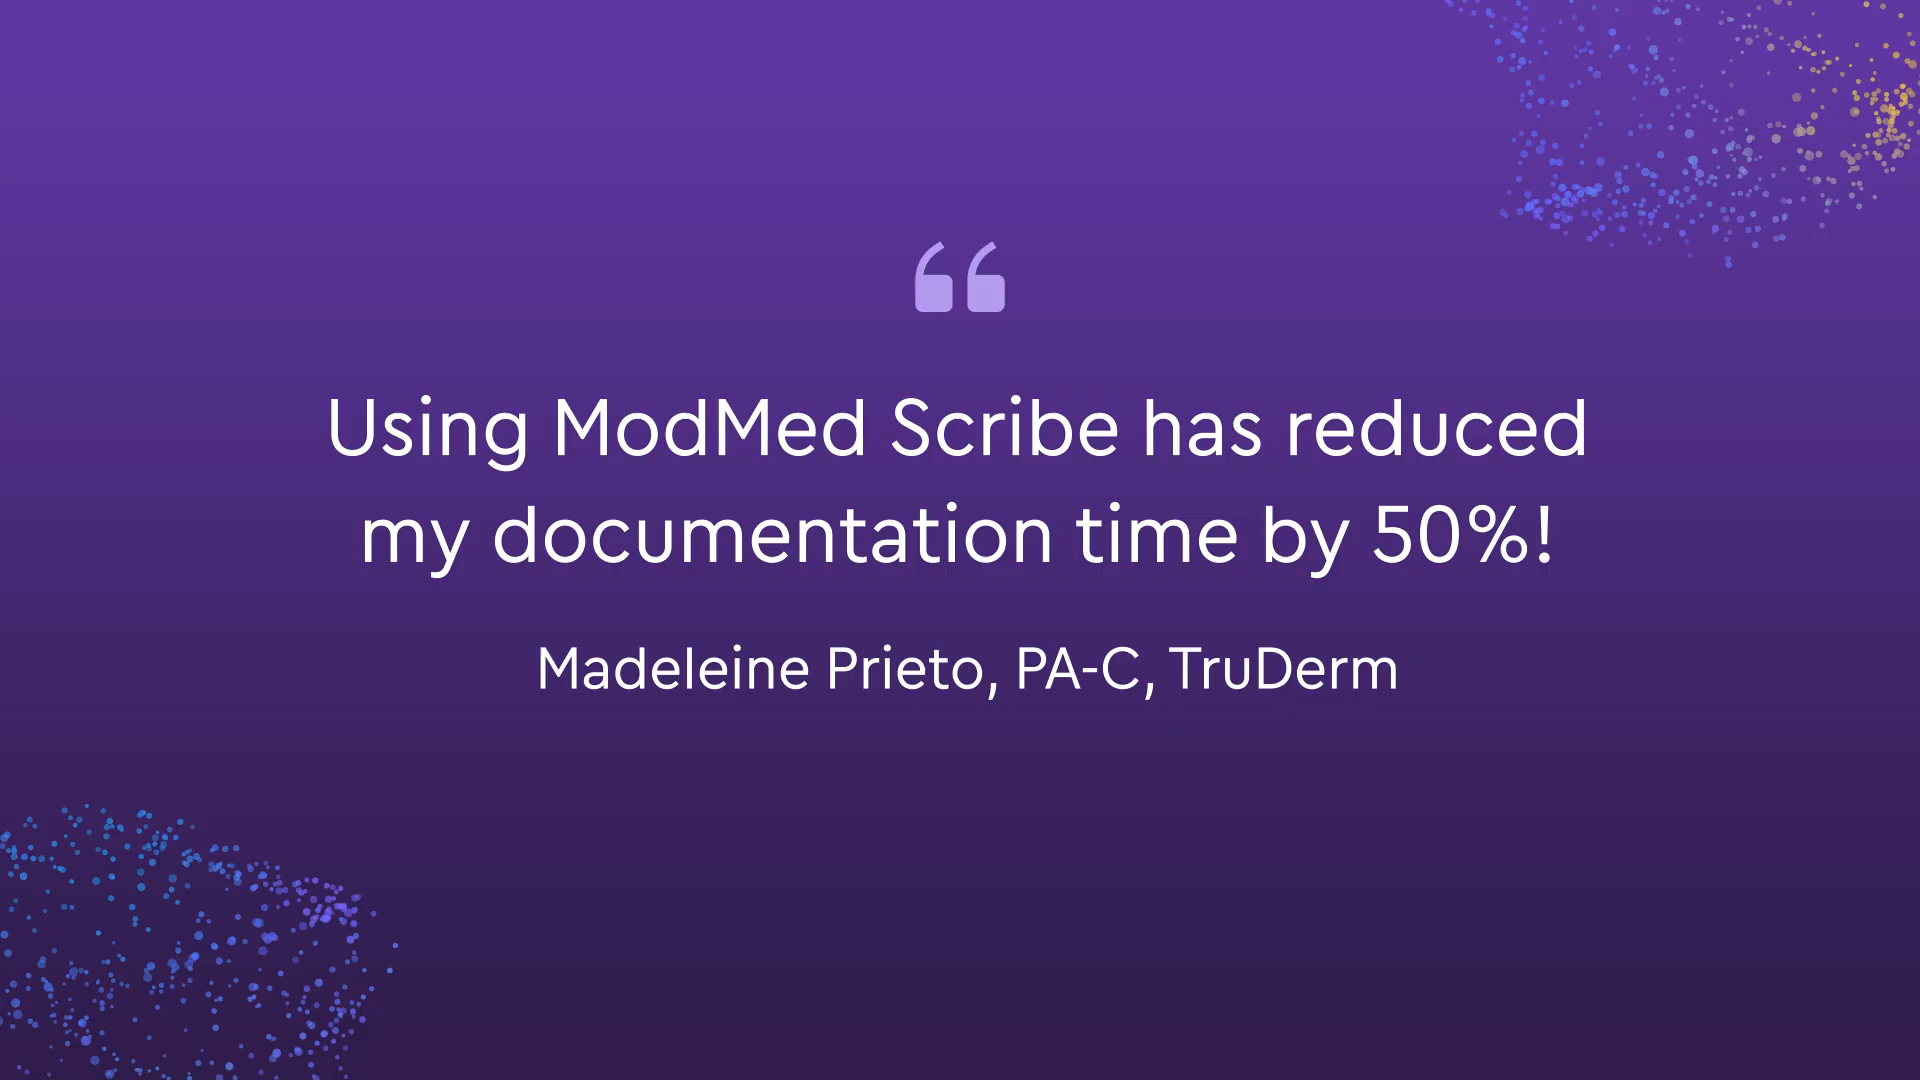 “
Using ModMed Scribe has reduced
my documentation time by 50%!
Madeleine Prieto, PA-C, TruDerm